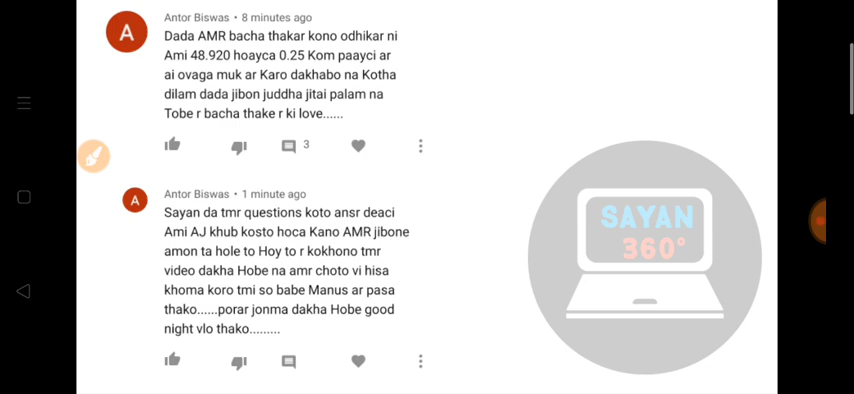 A
Antor Biswas • 8 minutes ago
Dada AMR bacha thakar kono odhikar ni
Ami 48.920 hoayca 0.25 Kom paayci ar
ai ovaga muk ar Karo dakhabo na Kotha
dilam dada jibon juddha jitai palam na
Tobe r bacha thake r ki love......
3
A
Antor Biswas • 1 minute ago
Sayan da tmr questions koto ansr deaci
Ami AJ khub kosto hoca Kano AMR jibone
amon ta hole to Hoy to r kokhono tmr
video dakha Hobe na amr choto vi hisa
khoma koro tmi so babe Manus ar pasa
thako......porar jonma dakha Hobe good
night vlo thako.........
SAYAN
360°